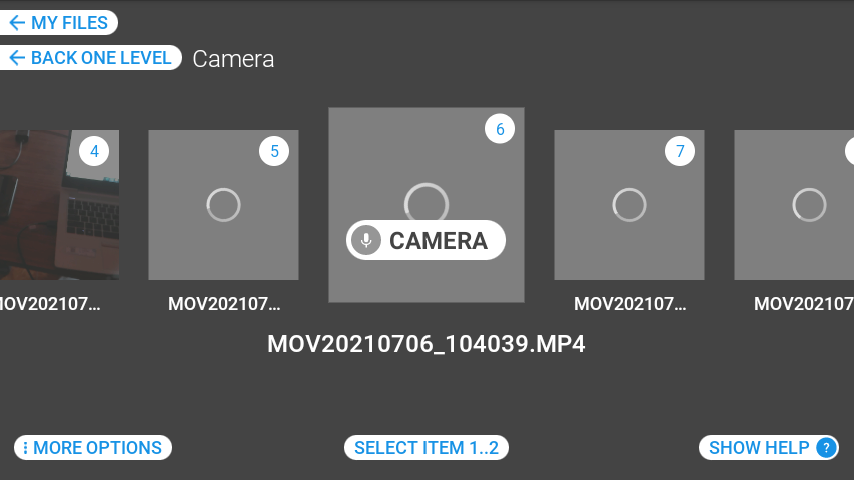 MY FILES
BACK ONE LEVEL
Camera
4
5
6
7
CAMERA
MOV202107...
MOV202107...
MOV202107...
MOV202107
MOV20210706_104039.MP4
MORE OPTIONS
SELECT ITEM 1..2
SHOW HELP ?